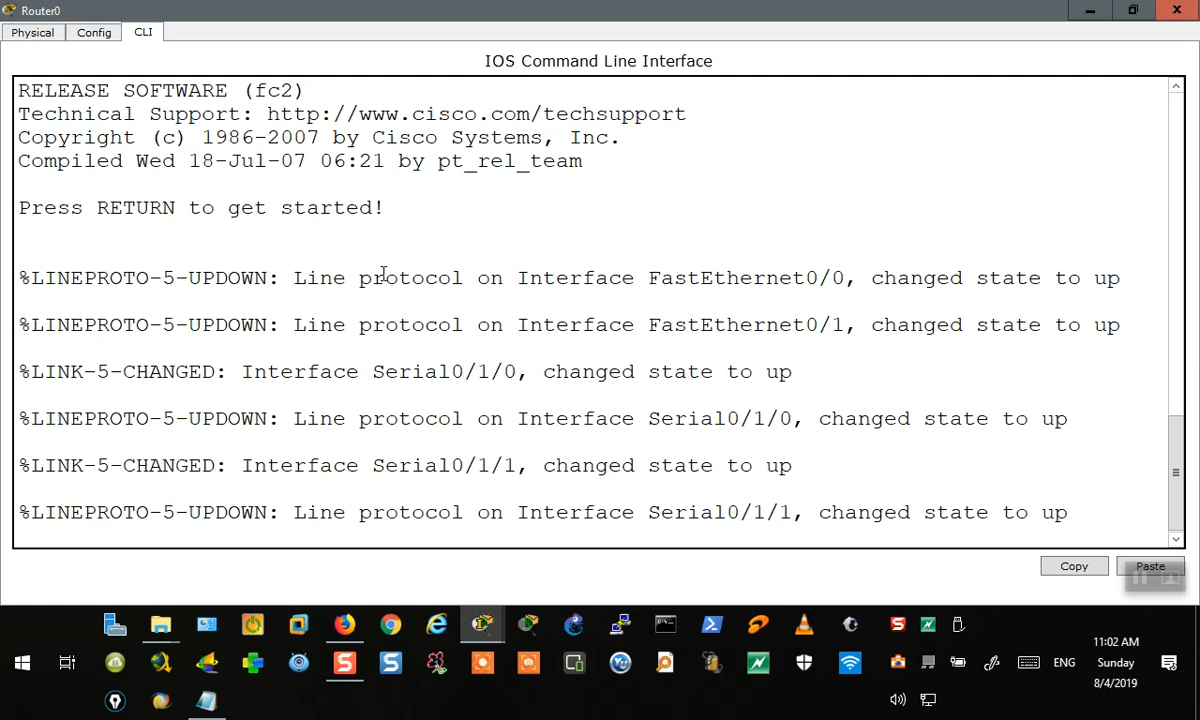 Router0
Physical
Config
CLI
IOS Command Line Interface
RELEASE SOFTWARE (fc2)
Technical Support: http://www.cisco.com/techsupport
Copyright (c) 1986-2007 by Cisco Systems, Inc.
Compiled Wed 18-Jul-07 06:21 by pt_rel_team
Press RETURN to get started!
%LINEPROTO-5-UPDOWN: Line protocol on Interface FastEthernet0/0, changed state to up
%LINEPROTO-5-UPDOWN: Line protocol on Interface FastEthernet0/1, changed state to up
%LINK-5-CHANGED: Interface Serial0/1/0, changed state to up
%LINEPROTO-5-UPDOWN: Line protocol on Interface Serial0/1/0, changed state to up
%LINK-5-CHANGED: Interface Serial0/1/1, changed state to up
%LINEPROTO-5-UPDOWN: Line protocol on Interface Serial0/1/1, changed state to up
Copy
Paste
11:02 AM
ENG
Sunday
8/4/2019